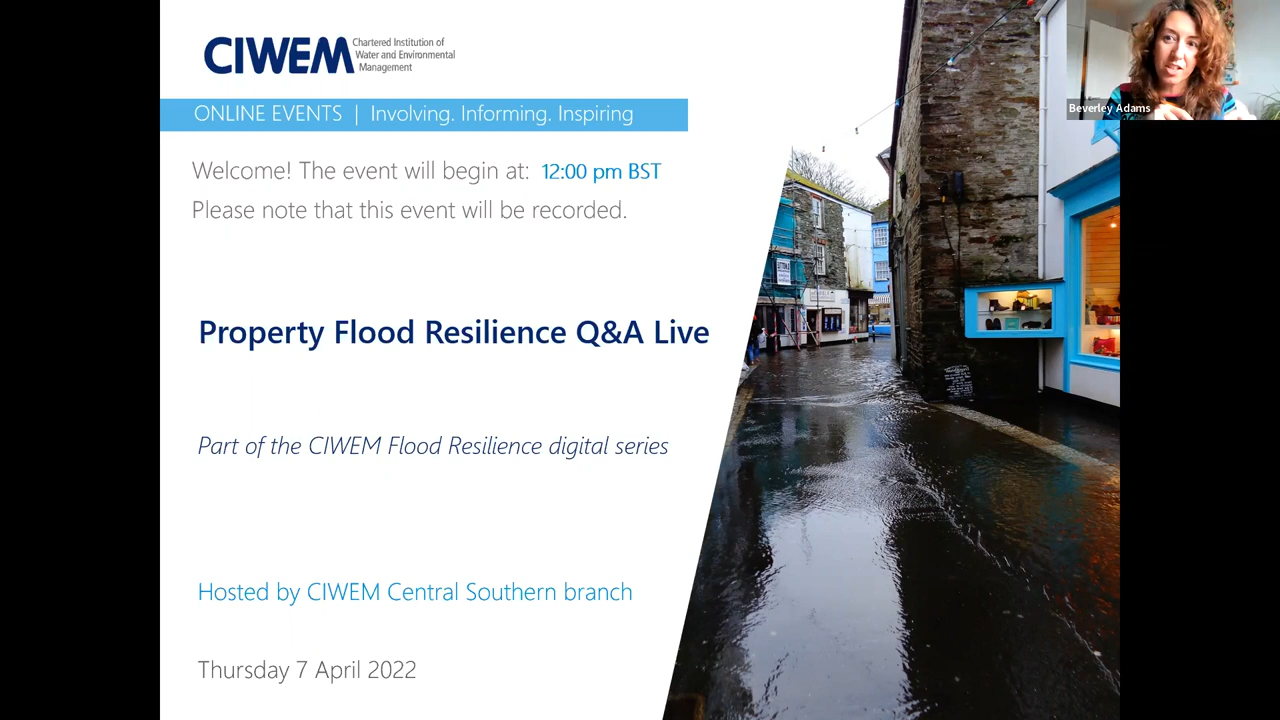 CIWEM
Chartered Institution of
Water and Environmental
Management
Beverley Adams
ONLINE EVENTS | Involving. Informing. Inspiring
Welcome! The event will begin at: 12:00 pm BST
Please note that this event will be recorded.
Property Flood Resilience Q&A Live
Part of the CIWEM Flood Resilience digital series
Hosted by CIWEM Central Southern branch
Thursday 7 April 2022